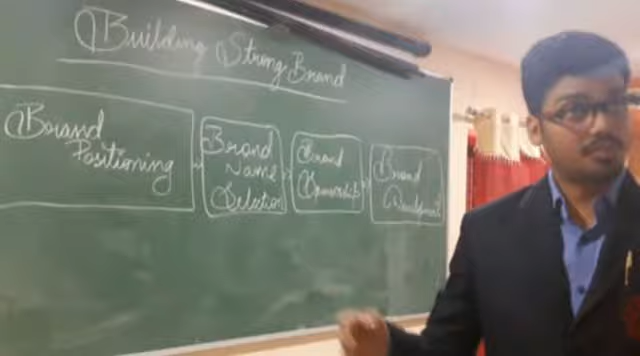 Building Strong Brand
Brand
Positioning
Brand
Name
Selection
Brand
Sponsorship
Brand
Development